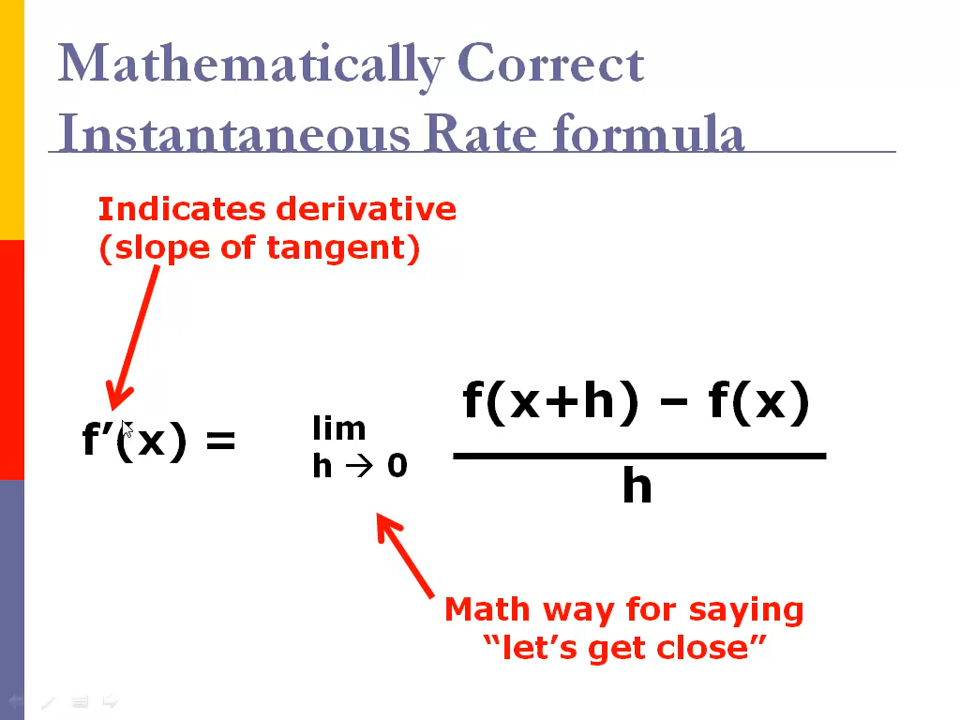 Mathematically Correct
Instantaneous Rate formula
Indicates derivative
(slope of tangent)
f’(x) =
lim
h → 0
f(x+h) – f(x)
h
Math way for saying
“let’s get close”